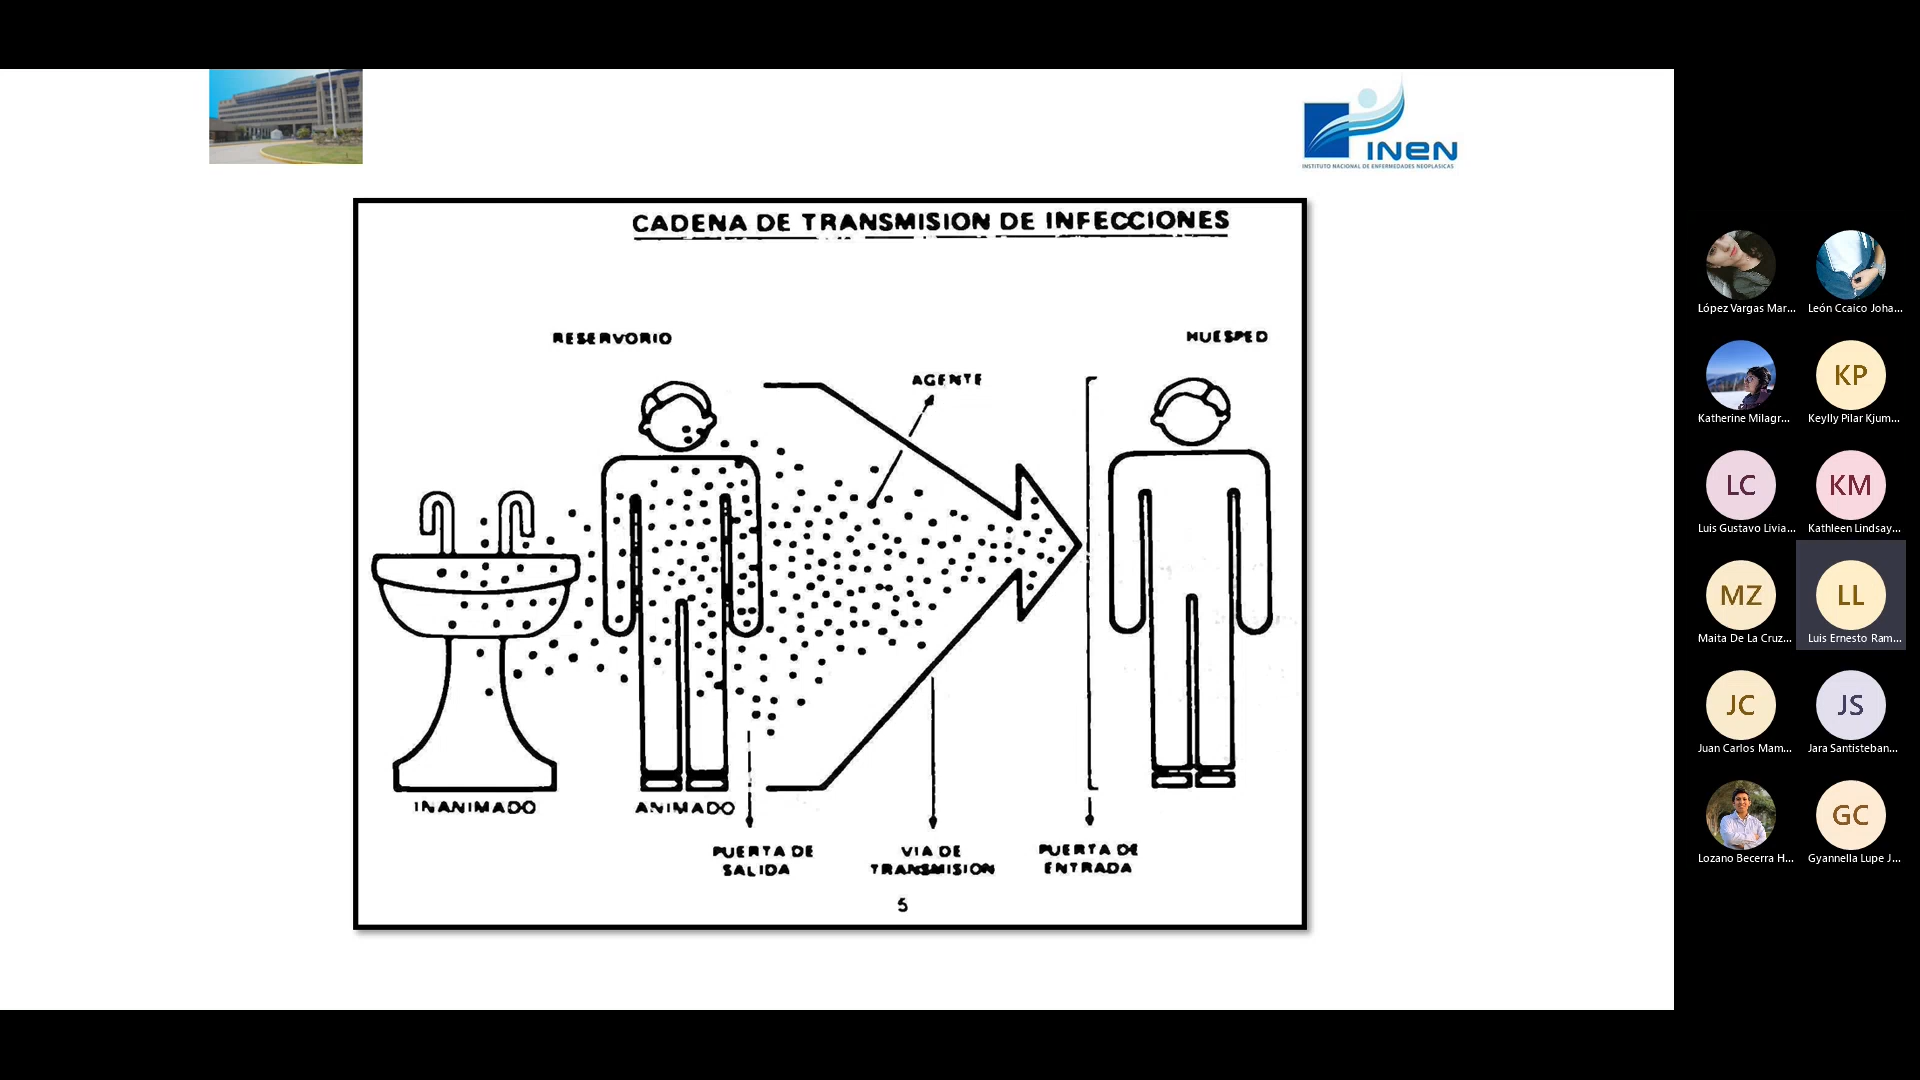 INEN
INSTITUTO NACIONAL DE ENFERMEDADES NEOPLASICAS
CADENA DE TRANSMISION DE INFECCIONES
RESERVORIO
HUESPED
AGENTE
INANIMADO
ANIMADO
PUERTA DE
SALIDA
VIA DE
TRANSMISION
PUERTA DE
ENTRADA
5
López Vargas Mar...
León Ccaico Joha...
Katherine Milagr...
KP
Keylly Pilar Kjum...
LC
Luis Gustavo Livia...
KM
Kathleen Lindsay...
MZ
Maita De La Cruz...
LL
Luis Ernesto Ram...
JC
Juan Carlos Mam...
JS
Jara Santisteban...
Lozano Becerra H...
GC
Gyannella Lupe J...